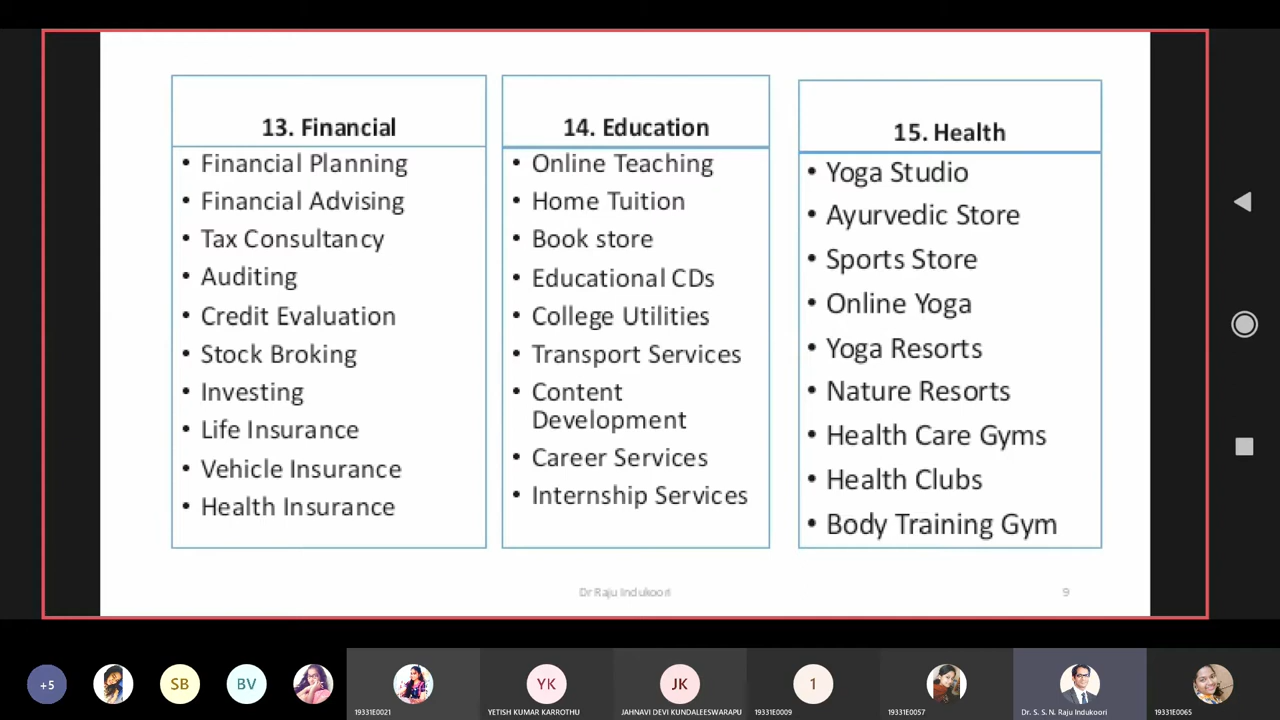 13. Financial
• Financial Planning
• Financial Advising
• Tax Consultancy
• Auditing
• Credit Evaluation
• Stock Broking
• Investing
• Life Insurance
• Vehicle Insurance
• Health Insurance
14. Education
• Online Teaching
• Home Tuition
• Book store
• Educational CDs
• College Utilities
• Transport Services
• Content
Development
• Career Services
• Internship Services
15. Health
• Yoga Studio
• Ayurvedic Store
• Sports Store
• Online Yoga
• Yoga Resorts
• Nature Resorts
• Health Care Gyms
• Health Clubs
• Body Training Gym
Dr Raju Indukoori
9
+5
SB
BV
19331E0021
YK
YETISH KUMAR KARROTHU
JK
JAHNAVI DEVI KUNDALEESWARAPU
1
19331E0009
19331E0057
Dr. S. S. N. Raju Indukoori
19331E0065